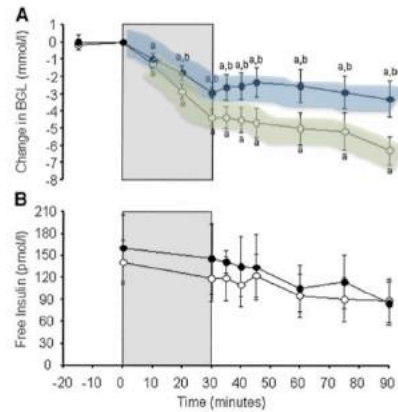 A
1
0
-1
-2
-3
-4
-5
-6
-7
-8
Change in BGL (mmol/l)
a a,b a,b a,b a,b a,b a,b a,b a,b
a a a a a a a a a
B
210
180
150
120
90
60
30
0
Free Insulin (pmol/l)
-20 -10 0 10 20 30 40 50 60 70 80 90
Time (minutes)